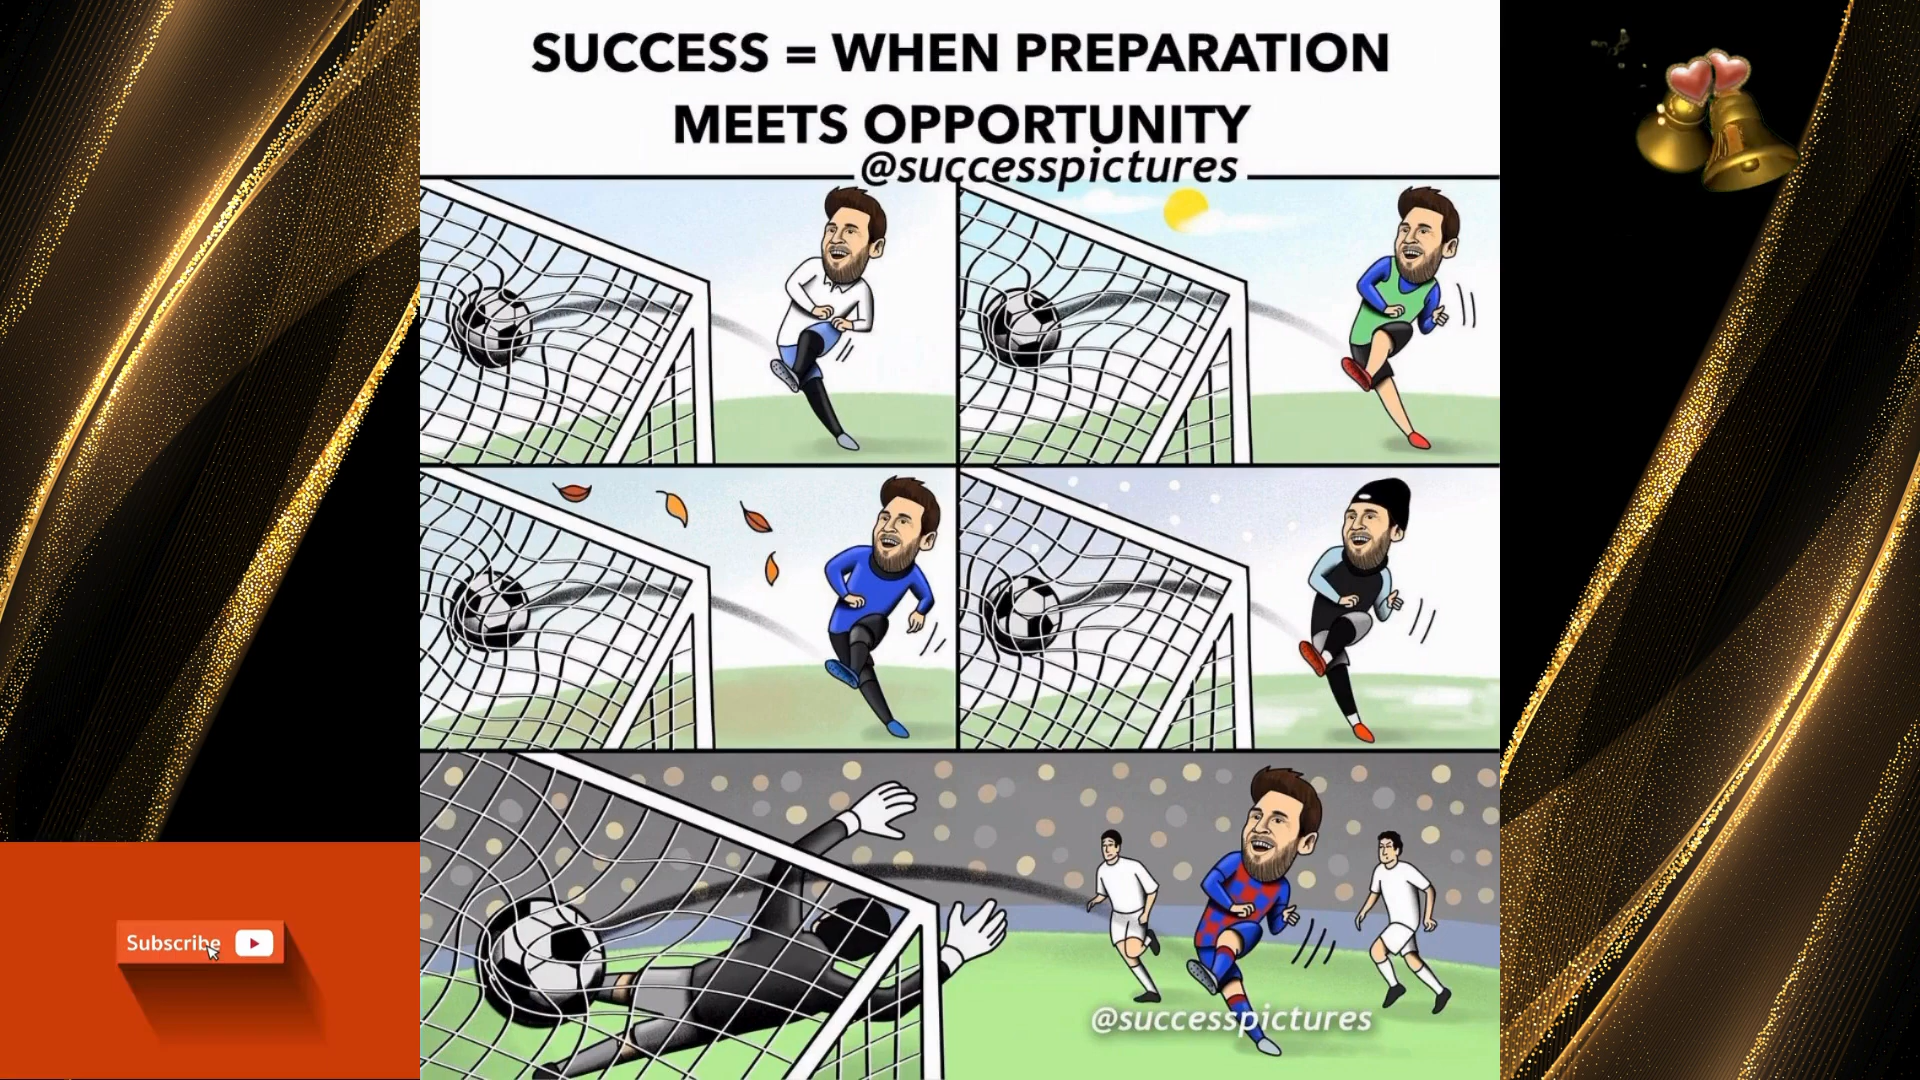 SUCCESS = WHEN PREPARATION
MEETS OPPORTUNITY
@successpictures
Subscribe
@successpictures